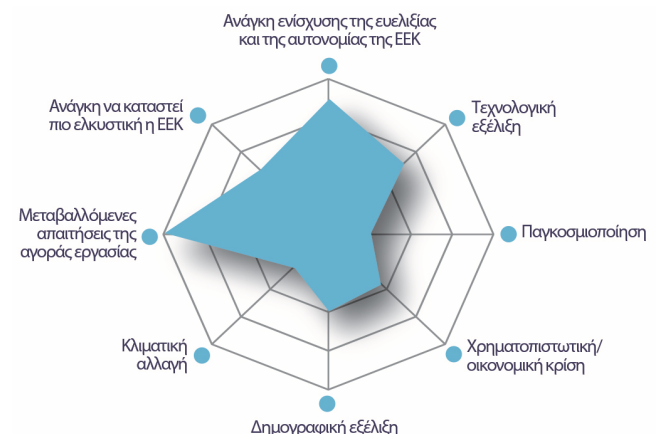 Ανάγκη ενίσχυσης της ευελιξίας
και της αυτονομίας της ΕΕΚ
Τεχνολογική
εξέλιξη
Παγκοσμιοποίηση
Χρηματοπιστωτική/
οικονομική κρίση
Δημογραφική εξέλιξη
Κλιματική
αλλαγή
Μεταβαλλόμενες
απαιτήσεις της
αγοράς εργασίας
Ανάγκη να καταστεί
πιο ελκυστική η ΕΕΚ